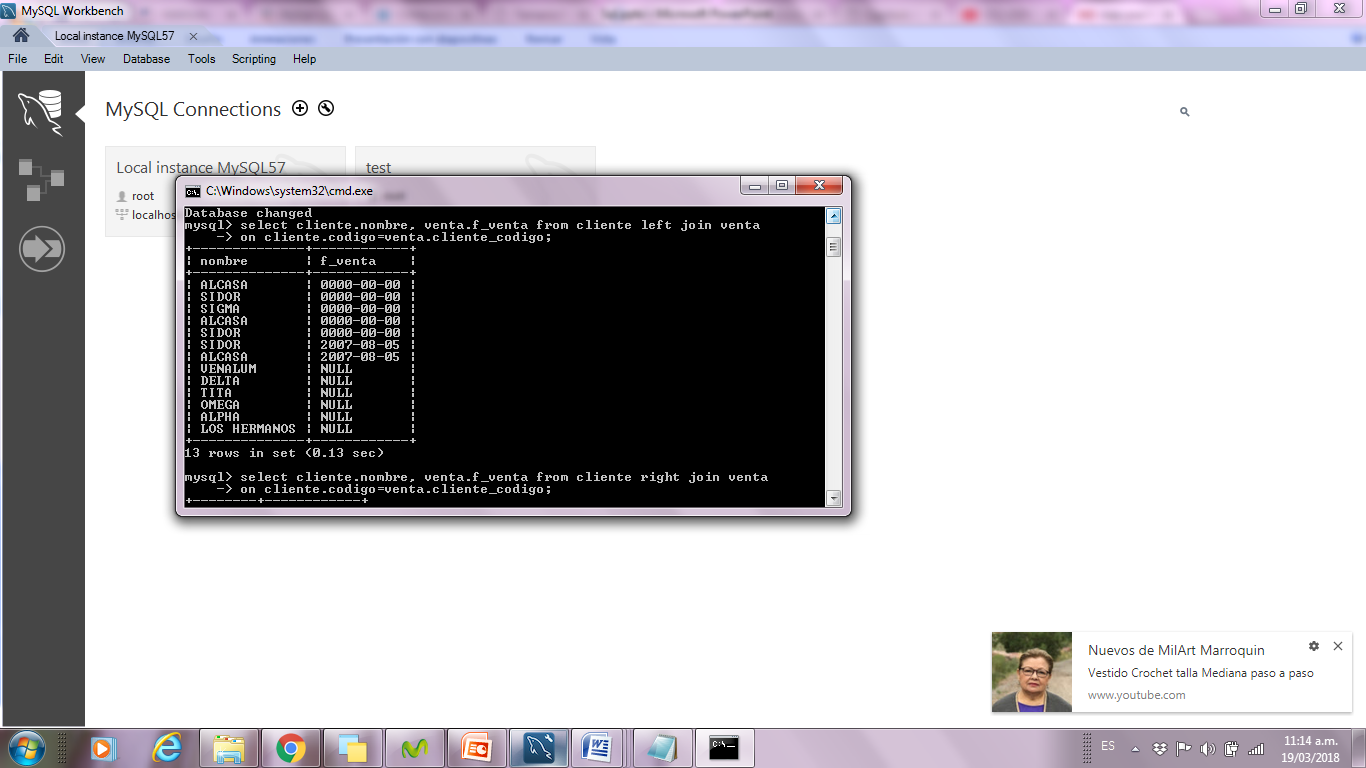 MySQL Workbench
Local instance MySQL57
File Edit View Database Tools Scripting Help
MySQL Connections
Local instance MySQL57
root
localhos
test
C:\Windows\system32\cmd.exe
Database changed
mysql> select cliente.nombre, venta.f_venta from cliente left join venta
-> on cliente.codigo=venta.cliente_codigo;
+--------------+------------+
| nombre | f_venta |
+--------------+------------+
| ALCASA | 0000-00-00 |
| SIDOR | 0000-00-00 |
| SIGMA | 0000-00-00 |
| ALCASA | 0000-00-00 |
| SIDOR | 0000-00-00 |
| SIDOR | 2007-08-05 |
| ALCASA | 2007-08-05 |
| VENALUM | NULL |
| DELTA | NULL |
| TITA | NULL |
| OMEGA | NULL |
| ALPHA | NULL |
| LOS HERMANOS | NULL |
+--------------+------------+
13 rows in set (0.13 sec)
mysql> select cliente.nombre, venta.f_venta from cliente right join venta
-> on cliente.codigo=venta.cliente_codigo;
+--------+------------+
Nuevos de MilArt Marroquin
Vestido Crochet talla Mediana paso a paso
www.youtube.com
ES
11:14 a.m.
19/03/2018